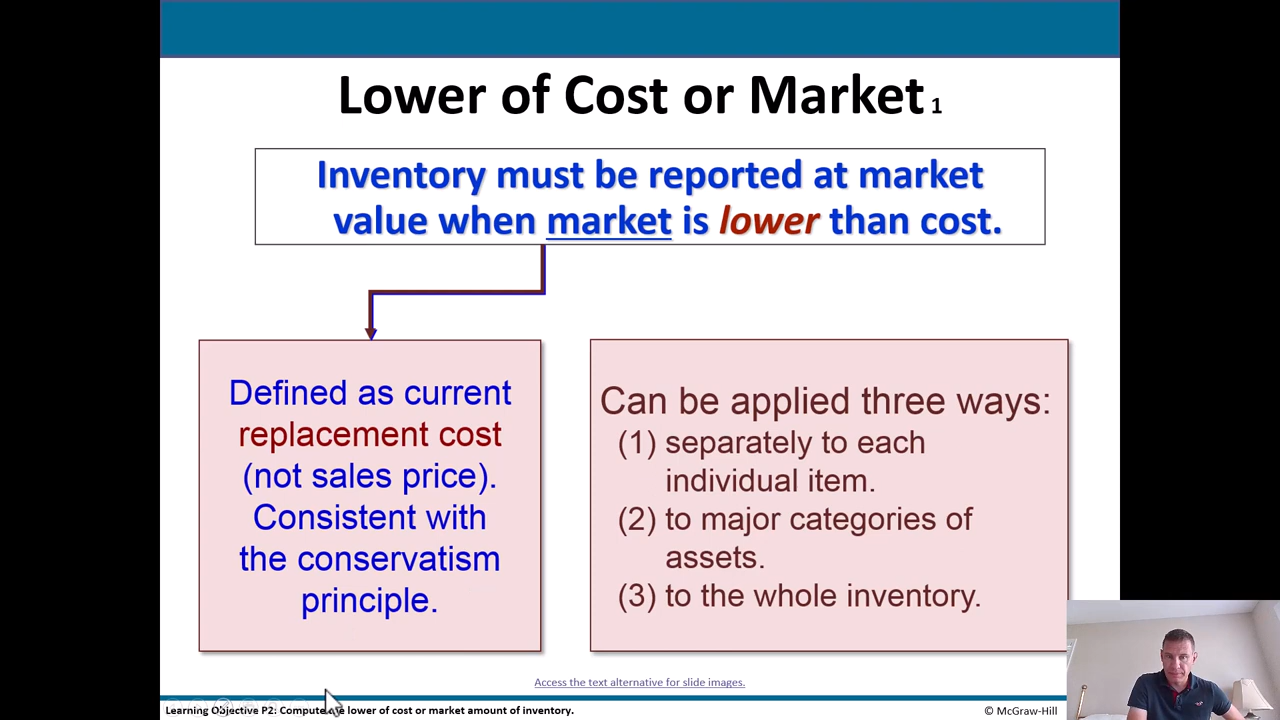 Lower of Cost or Market 1
Inventory must be reported at market
value when market is lower than cost.
Defined as current
replacement cost
(not sales price).
Consistent with
the conservatism
principle.
Can be applied three ways:
(1) separately to each
individual item.
(2) to major categories of
assets.
(3) to the whole inventory.
Access the text alternative for slide images.
Learning Objective P2: Compute the lower of cost or market amount of inventory.
© McGraw-Hill